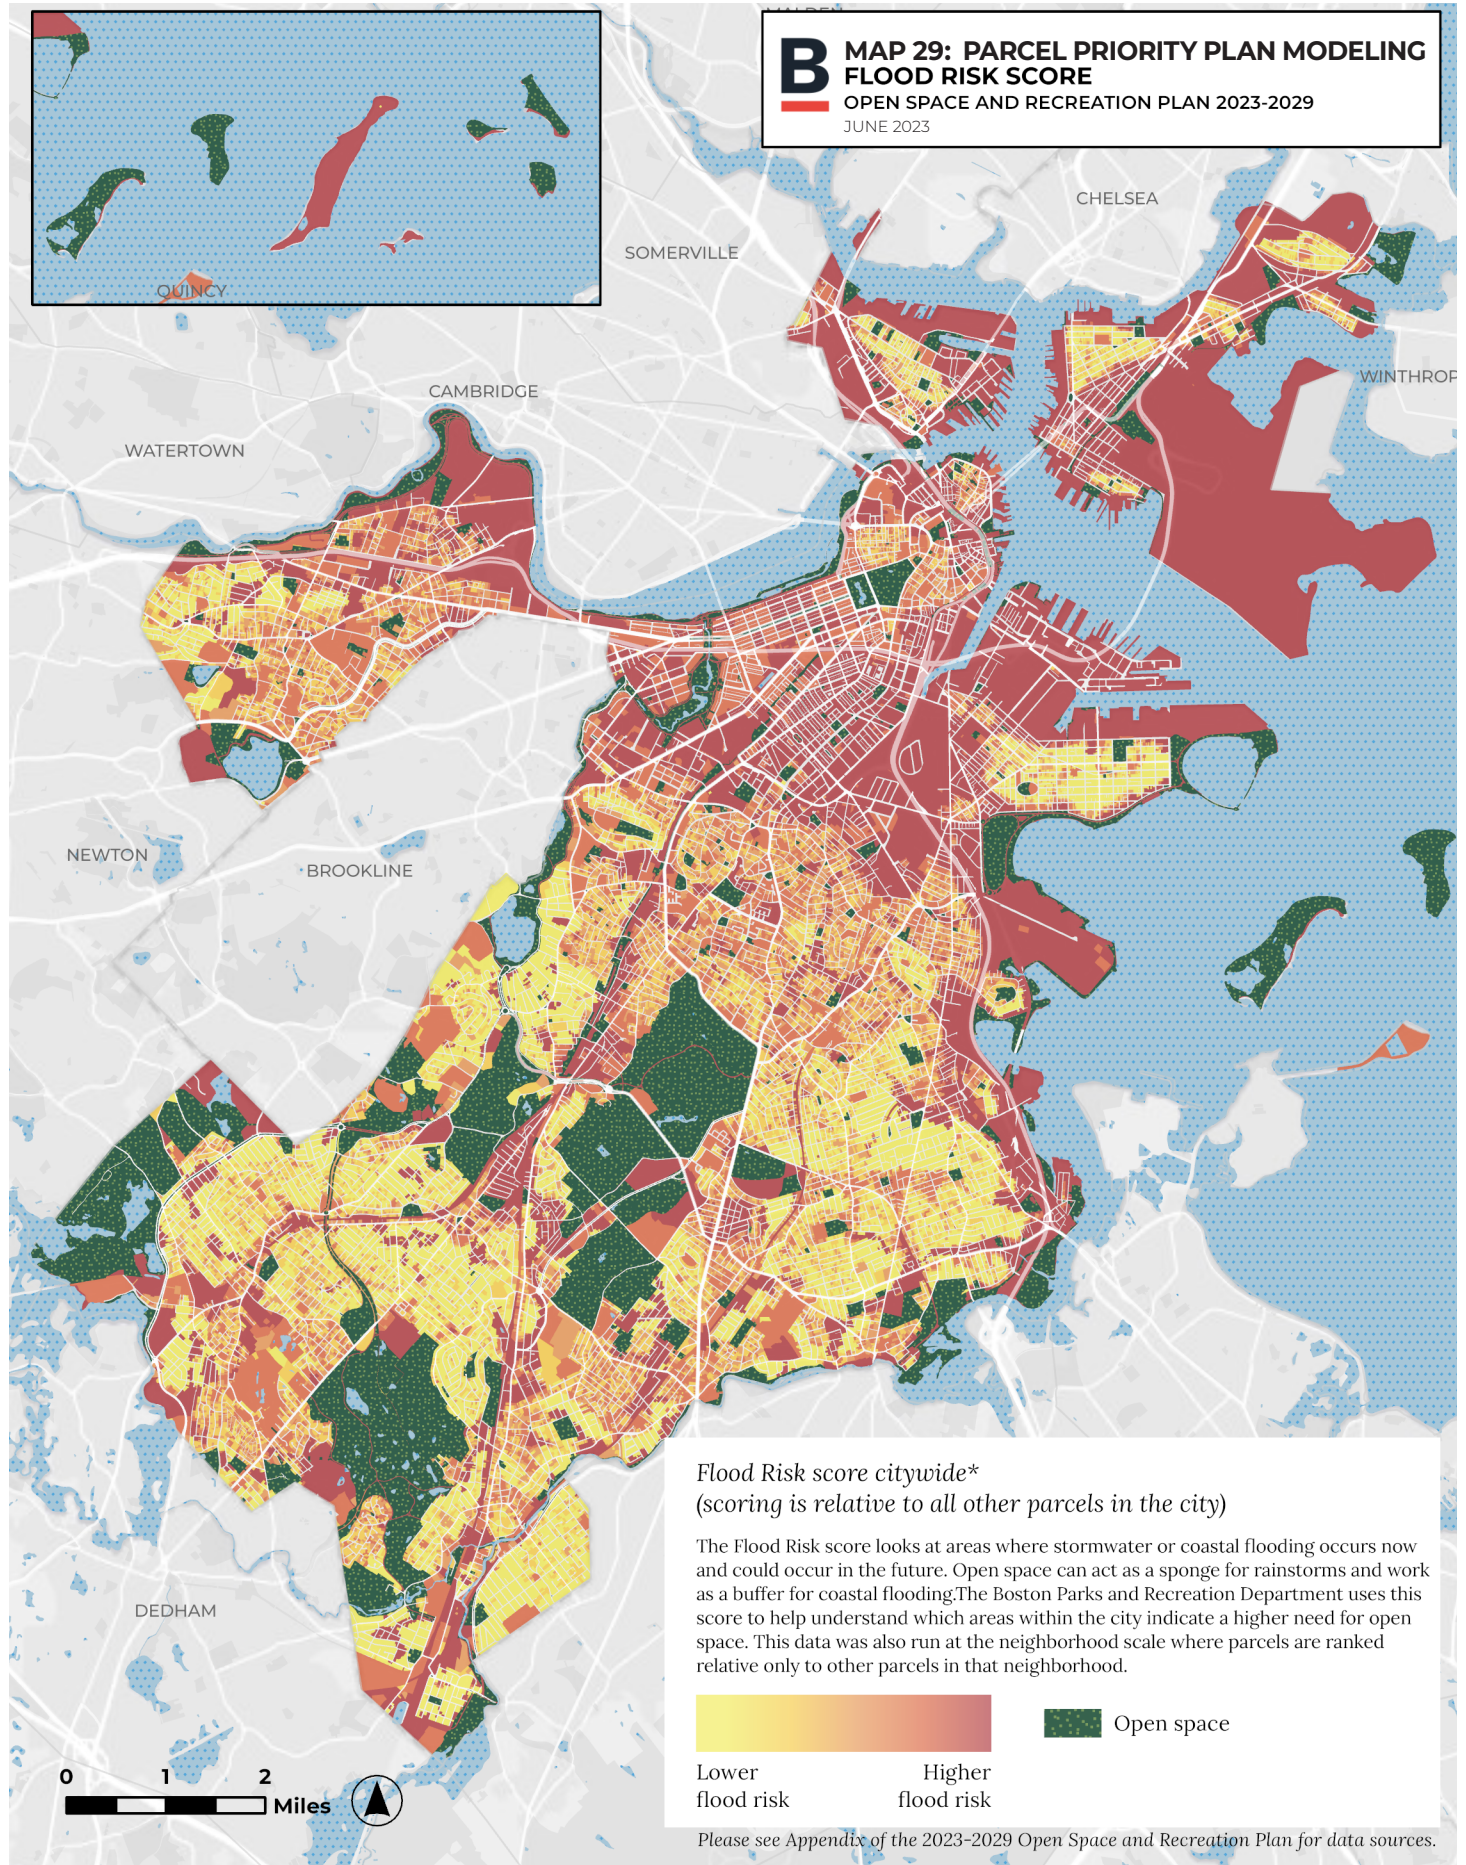 MALDEN
B
MAP 29: PARCEL PRIORITY PLAN MODELING
FLOOD RISK SCORE
OPEN SPACE AND RECREATION PLAN 2023-2029
JUNE 2023
CHELSEA
SOMERVILLE
QUINCY
WINTHROP
CAMBRIDGE
WATERTOWN
NEWTON
BROOKLINE
DEDHAM
Flood Risk score citywide*
(scoring is relative to all other parcels in the city)
The Flood Risk score looks at areas where stormwater or coastal flooding occurs now
and could occur in the future. Open space can act as a sponge for rainstorms and work
as a buffer for coastal flooding.The Boston Parks and Recreation Department uses this
score to help understand which areas within the city indicate a higher need for open
space. This data was also run at the neighborhood scale where parcels are ranked
relative only to other parcels in that neighborhood.
Open space
Lower
flood risk
Higher
flood risk
0 1 2
Miles
Please see Appendix of the 2023-2029 Open Space and Recreation Plan for data sources.